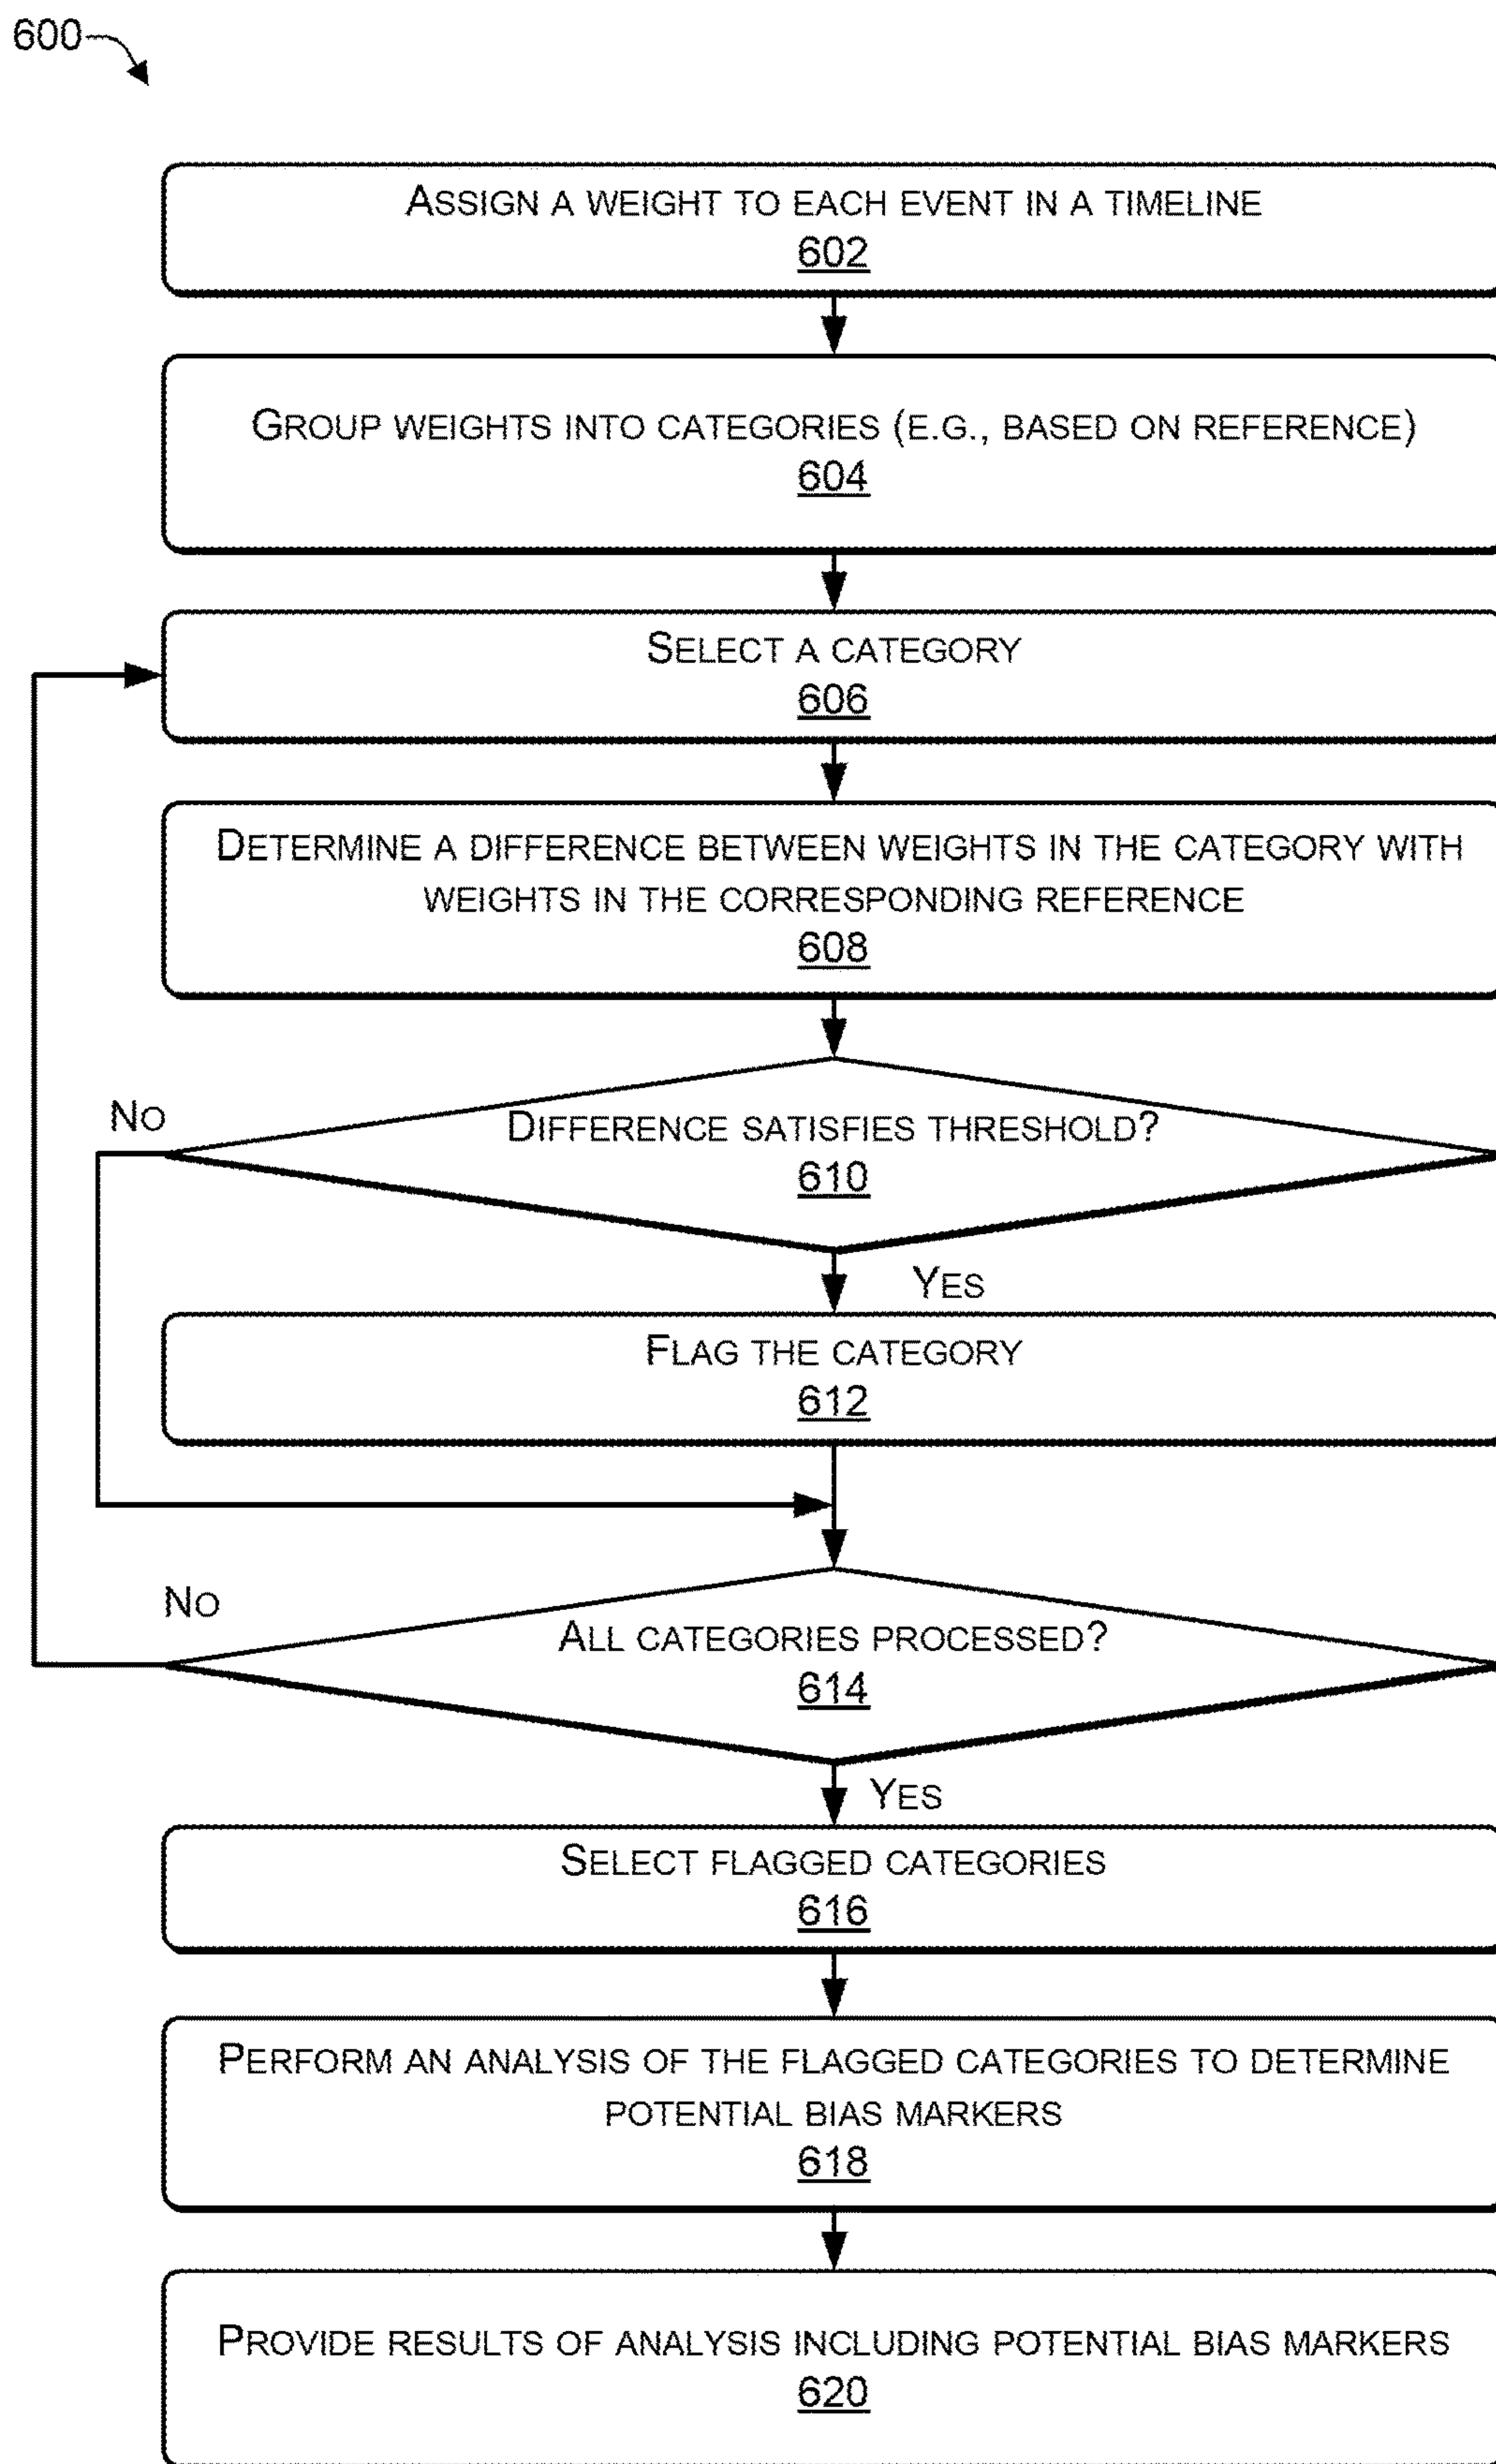 600
ASSIGN A WEIGHT TO EACH EVENT IN A TIMELINE
602
GROUP WEIGHTS INTO CATEGORIES (E.G., BASED ON REFERENCE)
604
SELECT A CATEGORY
606
DETERMINE A DIFFERENCE BETWEEN WEIGHTS IN THE CATEGORY WITH
WEIGHTS IN THE CORRESPONDING REFERENCE
608
NO
DIFFERENCE SATISFIES THRESHOLD?
610
YES
FLAG THE CATEGORY
612
NO
ALL CATEGORIES PROCESSED?
614
YES
SELECT FLAGGED CATEGORIES
616
PERFORM AN ANALYSIS OF THE FLAGGED CATEGORIES TO DETERMINE
POTENTIAL BIAS MARKERS
618
PROVIDE RESULTS OF ANALYSIS INCLUDING POTENTIAL BIAS MARKERS
620